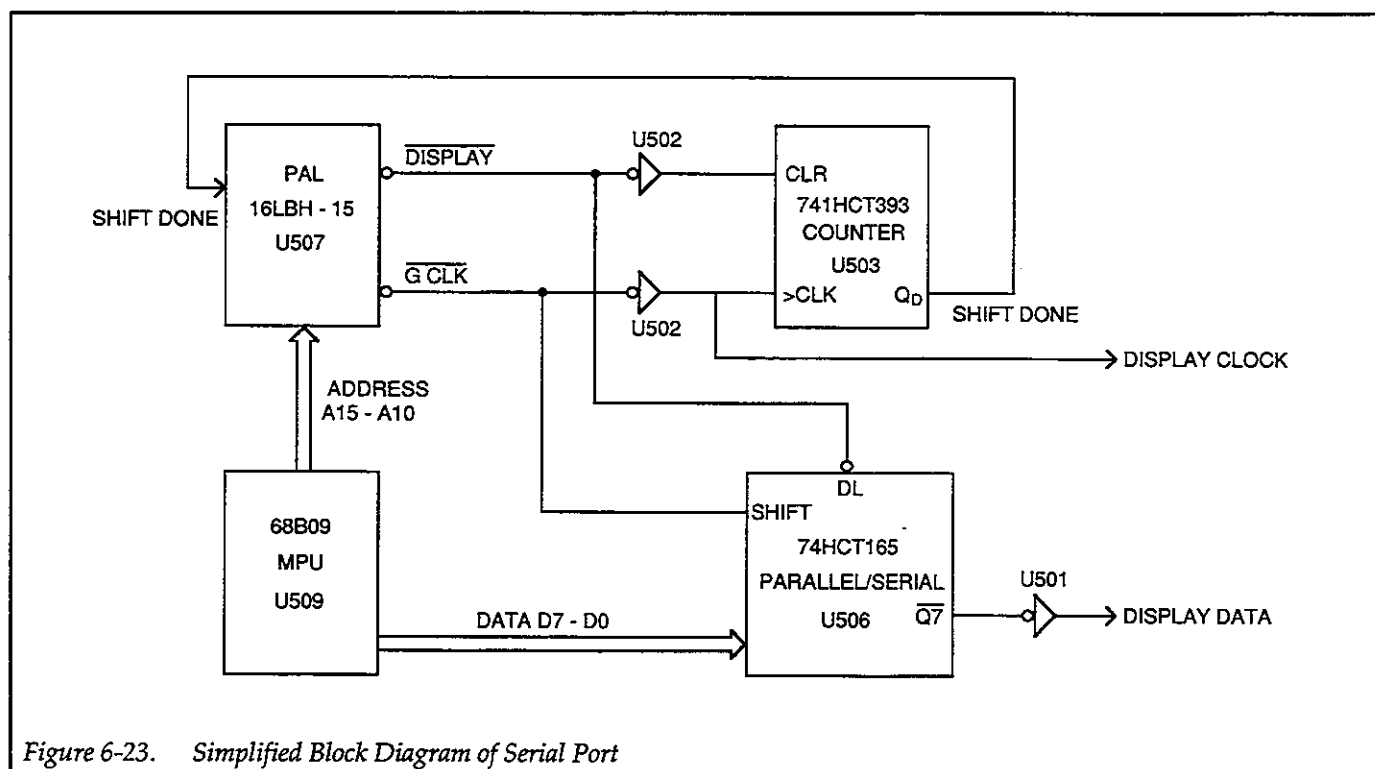 PAL
16LBH - 15
U507
SHIFT DONE
DISPLAY
G CLK
U502
U502
CLR
741HCT393
COUNTER
U503
>CLK QD
SHIFT DONE
DISPLAY CLOCK
ADDRESS
A15 - A10
68B09
MPU
U509
DATA D7 - D0
DL
SHIFT
74HCT165
PARALLEL/SERIAL
U506 Q7
U501
DISPLAY DATA
Figure 6-23. Simplified Block Diagram of Serial Port